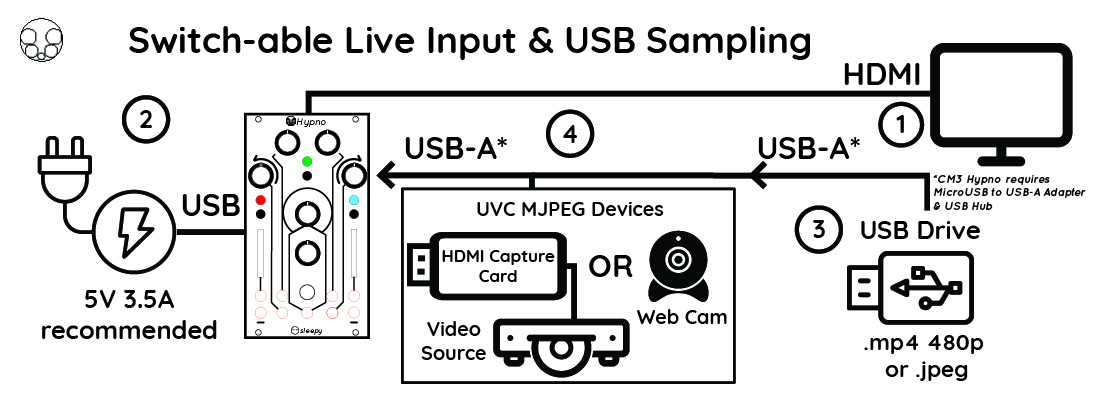 Switch-able Live Input & USB Sampling
HDMI
1
2
Hypno
4
USB-A*
USB-A*
*CM3 Hypno requires
MicroUSB to USB-A Adapter
& USB Hub
USB
UVC MJPEG Devices
3
USB Drive
HDMI Capture
Card
OR
Web Cam
5V 3.5A
recommended
Video
Source
sleepy
.mp4 480p
or .jpeg